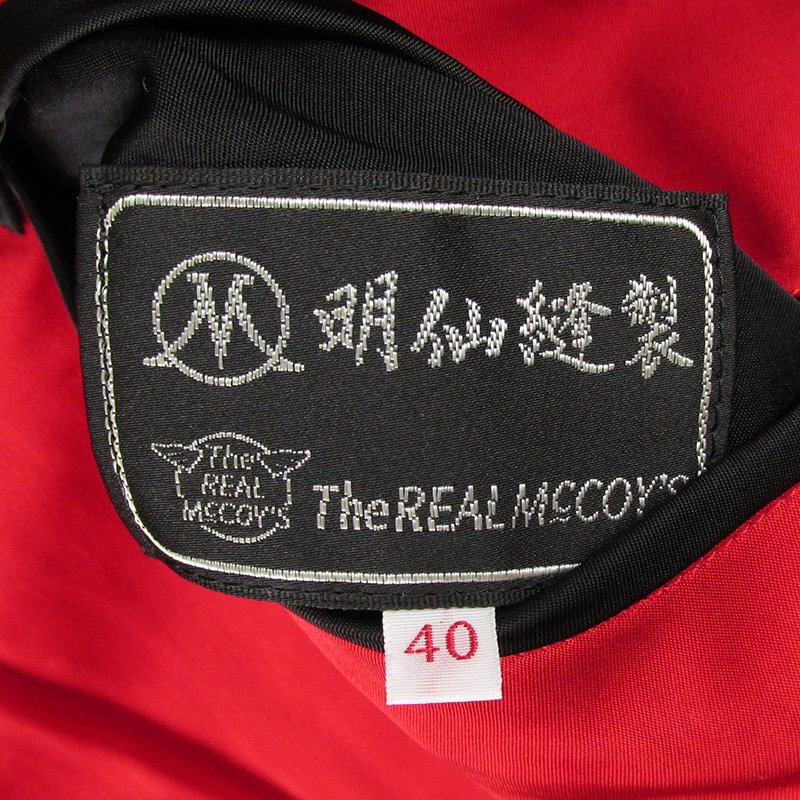 M 明仙縫製
The
REAL
McCOY'S
The REAL McCOY'S
40